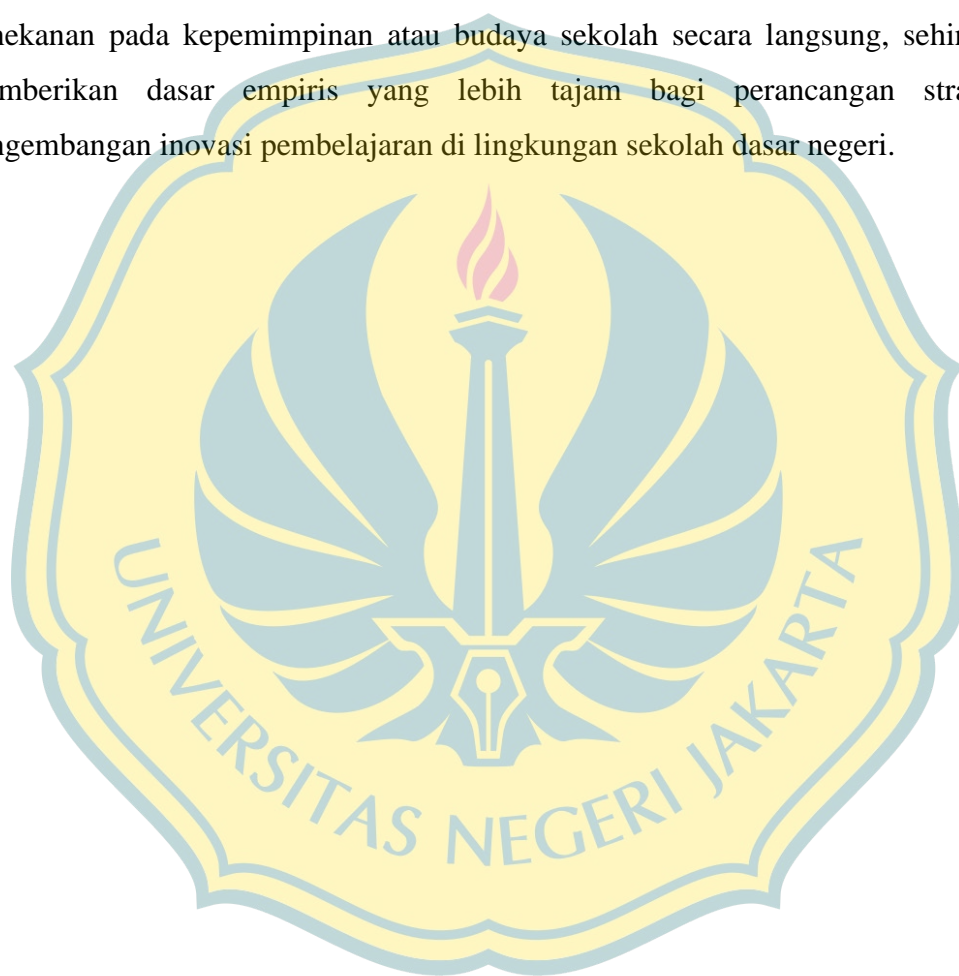 nekanan pada kepemimpinan atau budaya sekolah secara langsung, sehin
mberikan dasar empiris yang lebih tajam bagi perancangan stra
ngembangan inovasi pembelajaran di lingkungan sekolah dasar negeri.
UNIVERSITAS NEGERI JAKARTA